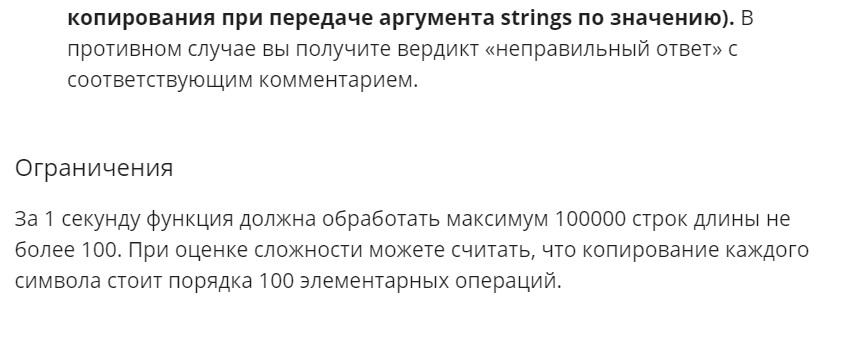 копирования при передаче аргумента strings по значению). В
противном случае вы получите вердикт «неправильный ответ» с
соответствующим комментарием.
Ограничения
За 1 секунду функция должна обработать максимум 100000 строк длины не
более 100. При оценке сложности можете считать, что копирование каждого
символа стоит порядка 100 элементарных операций.